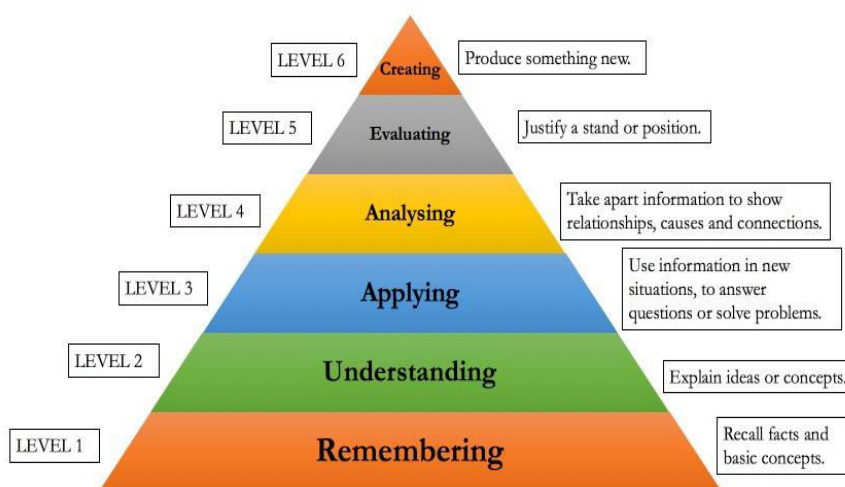 LEVEL 6
Creating
Produce something new.
LEVEL 5
Evaluating
Justify a stand or position.
LEVEL 4
Analysing
Take apart information to show
relationships, causes and connections.
LEVEL 3
Applying
Use information in new
situations, to answer
questions or solve problems.
LEVEL 2
Understanding
Explain ideas or concepts.
LEVEL 1
Remembering
Recall facts and
basic concepts.